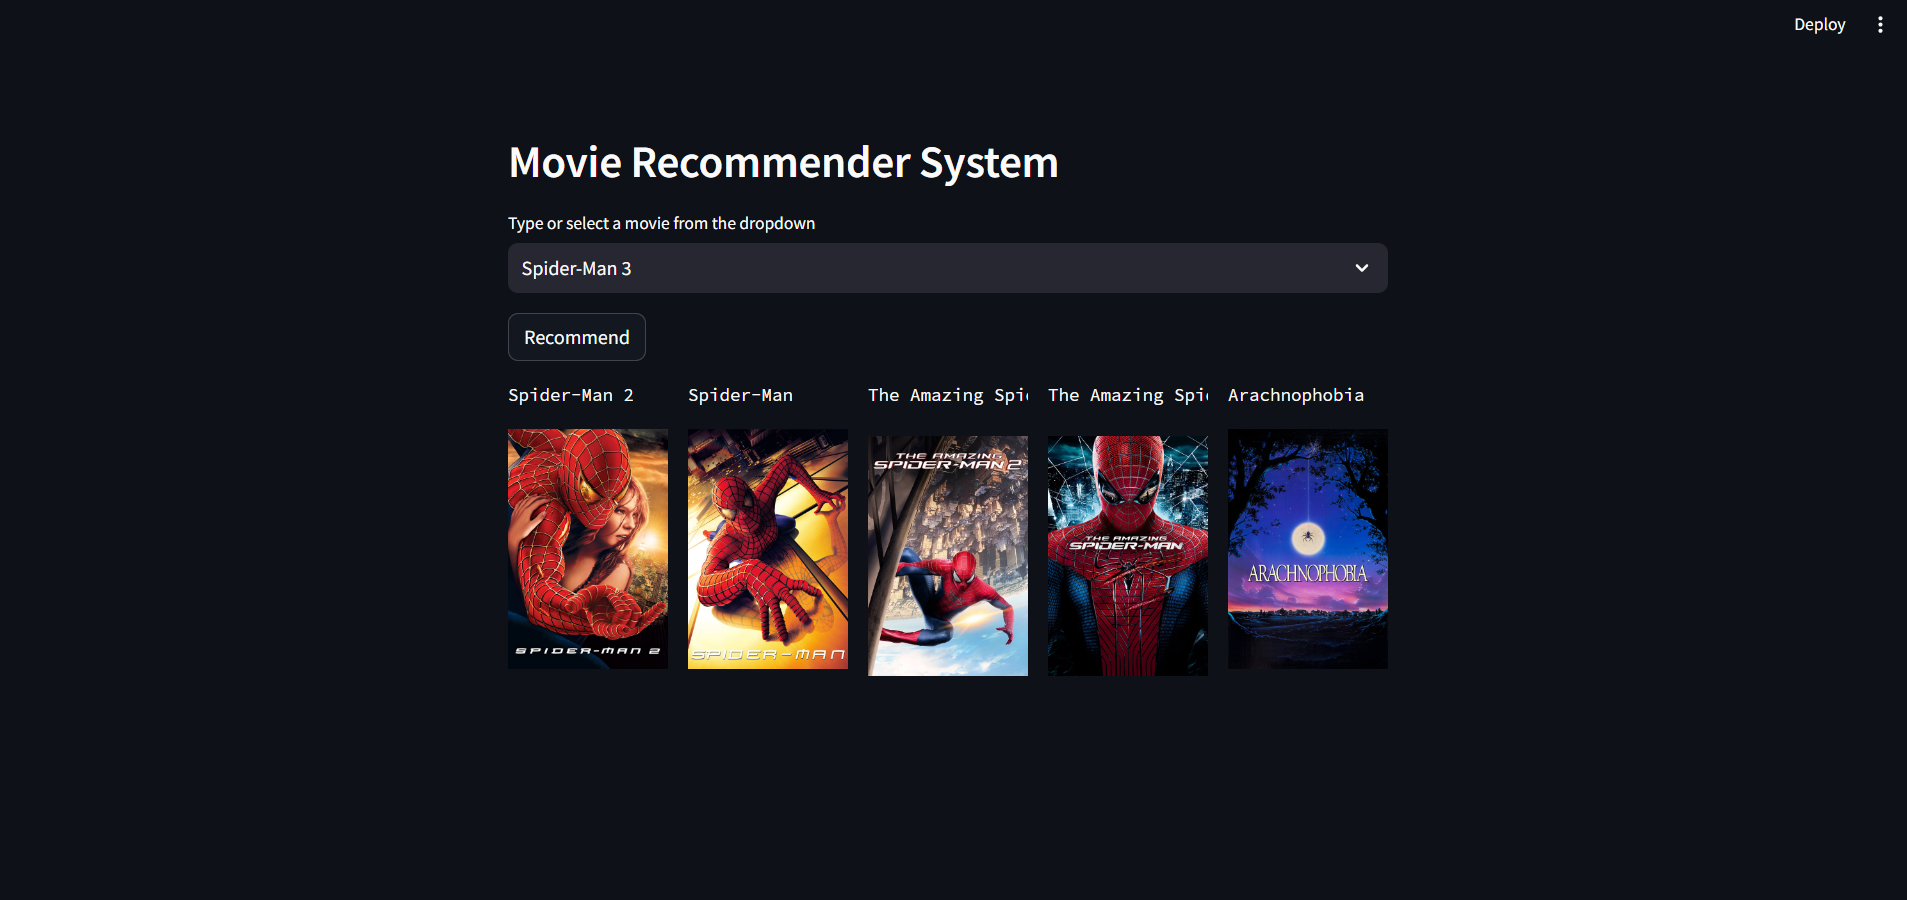 Deploy
Movie Recommender System
Type or select a movie from the dropdown
Spider-Man 3
Recommend
Spider-Man 2
Spider-Man
The Amazing Spi
The Amazing Spi
Arachnophobia
SPIDER-MAN 2
SPIDER-MAN
THE AMAZING
SPIDER-MAN 2
THE AMAZING
SPIDER-MAN
ARACHNOPHOBIA